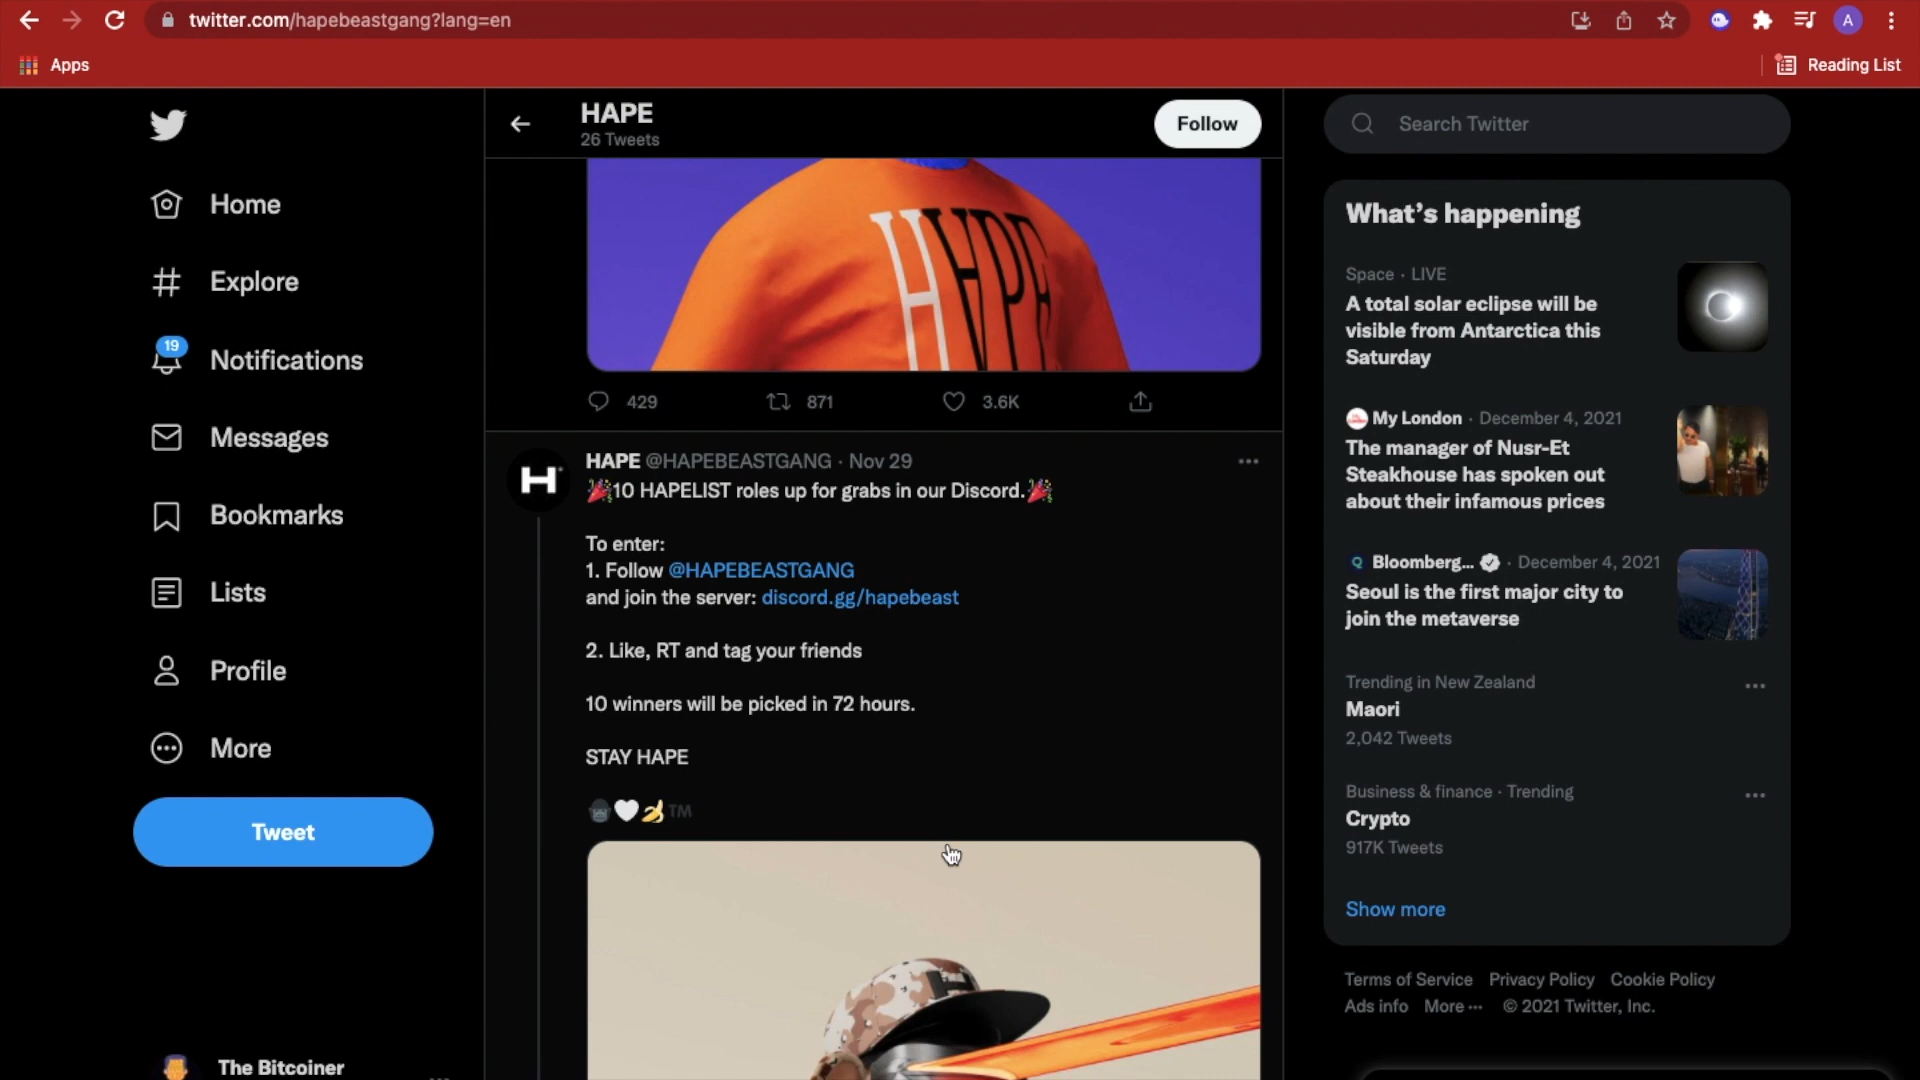 twitter.com/hapebeastgang?lang=en
A
Apps
Reading List
Home
Explore
19
Notifications
Messages
Bookmarks
Lists
Profile
More
Tweet
The Bitcoiner
HAPE
26 Tweets
Follow
HAPE
429
871
3.6K
H
HAPE @HAPEBEASTGANG · Nov 29
🎉10 HAPELIST roles up for grabs in our Discord.🎉
To enter:
1. Follow @HAPEBEASTGANG
and join the server: discord.gg/hapebeast
2. Like, RT and tag your friends
10 winners will be picked in 72 hours.
STAY HAPE
🦍🤍🍌TM
Search Twitter
What's happening
Space · LIVE
A total solar eclipse will be
visible from Antarctica this
Saturday
My London · December 4, 2021
The manager of Nusr-Et
Steakhouse has spoken out
about their infamous prices
Bloomberg... · December 4, 2021
Seoul is the first major city to
join the metaverse
Trending in New Zealand
Maori
2,042 Tweets
Business & finance · Trending
Crypto
917K Tweets
Show more
Terms of Service Privacy Policy Cookie Policy
Ads info More ··· © 2021 Twitter, Inc.